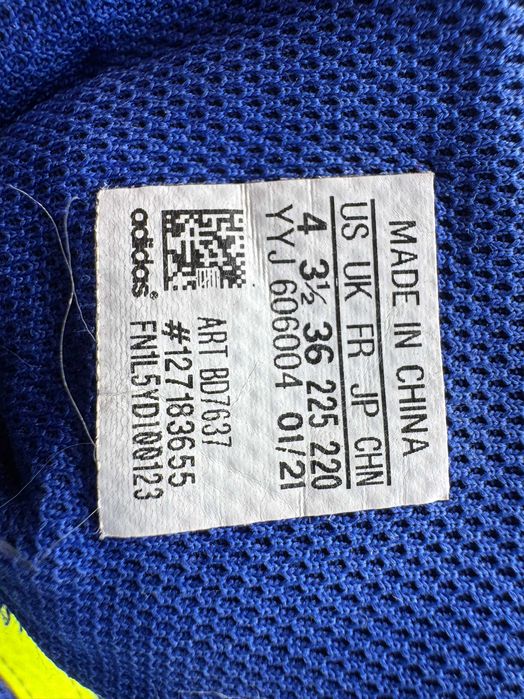 MADE IN CHINA
US UK FR JP CHN
4 3½ 36 225 220
YYJ 606004 01/21
ART BD7637
#127183655
adidas® FN1L5YD100123